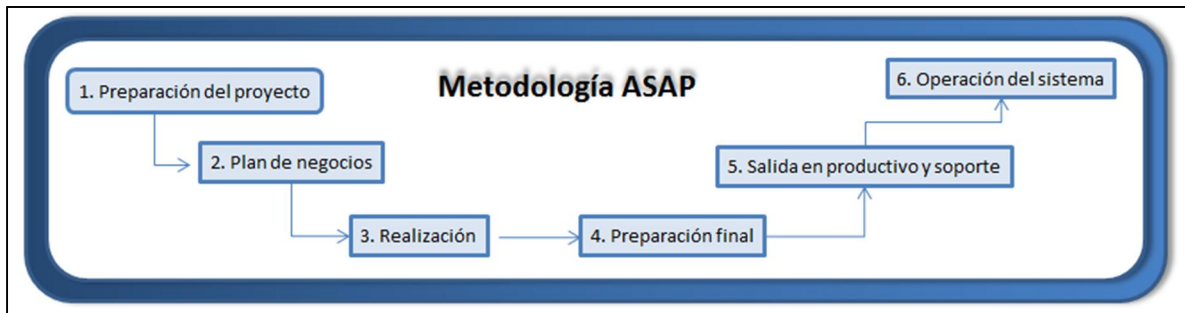 Metodología ASAP
1. Preparación del proyecto
2. Plan de negocios
3. Realización
4. Preparación final
5. Salida en productivo y soporte
6. Operación del sistema